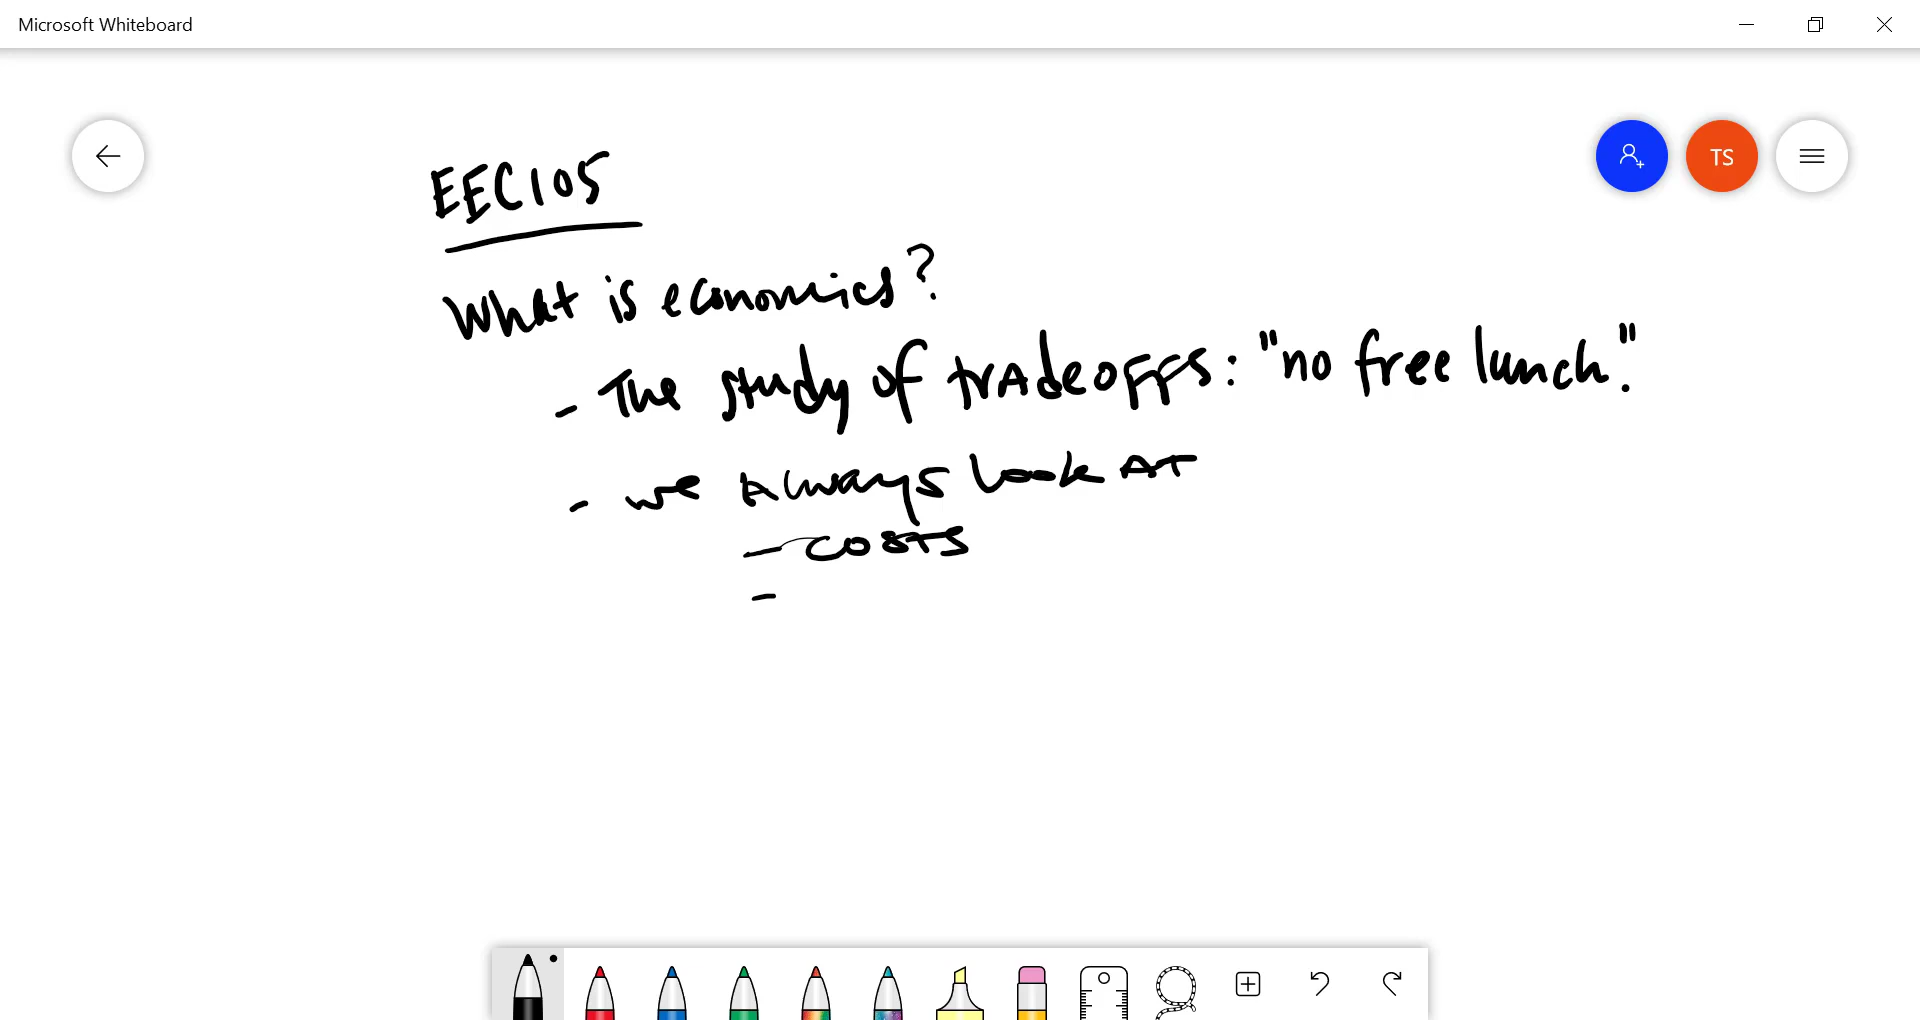 Microsoft Whiteboard
TS
EEC105
What is economics?
- The study of tradeoffs: "no free lunch."
- we Always look At
- costs
-